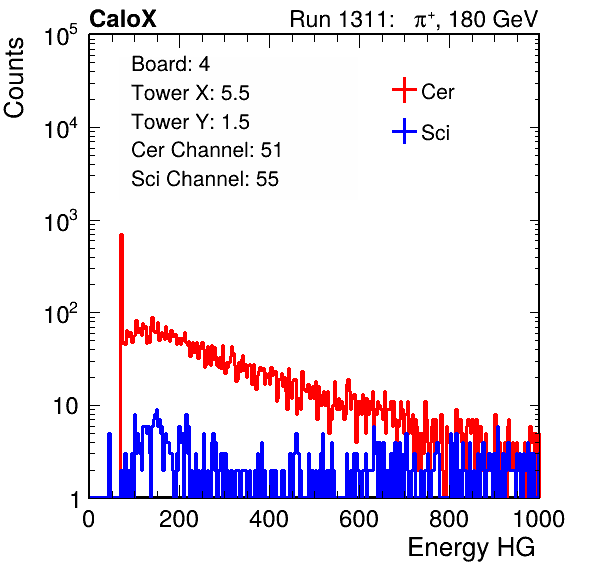 CaloX Run 1311: π⁺, 180 GeV
Counts
10⁵
10⁴
10³
10²
10
1
Board: 4
Tower X: 5.5
Tower Y: 1.5
Cer Channel: 51
Sci Channel: 55
Cer
Sci
0 200 400 600 800 1000
Energy HG